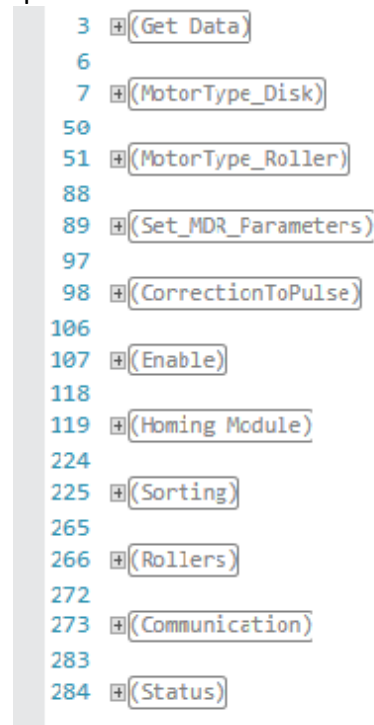 3 (Get Data)
6
7 (MotorType_Disk)
50
51 (MotorType_Roller)
88
89 (Set_MDR_Parameters)
97
98 (CorrectionToPulse)
106
107 (Enable)
118
119 (Homing Module)
224
225 (Sorting)
265
266 (Rollers)
272
273 (Communication)
283
284 (Status)